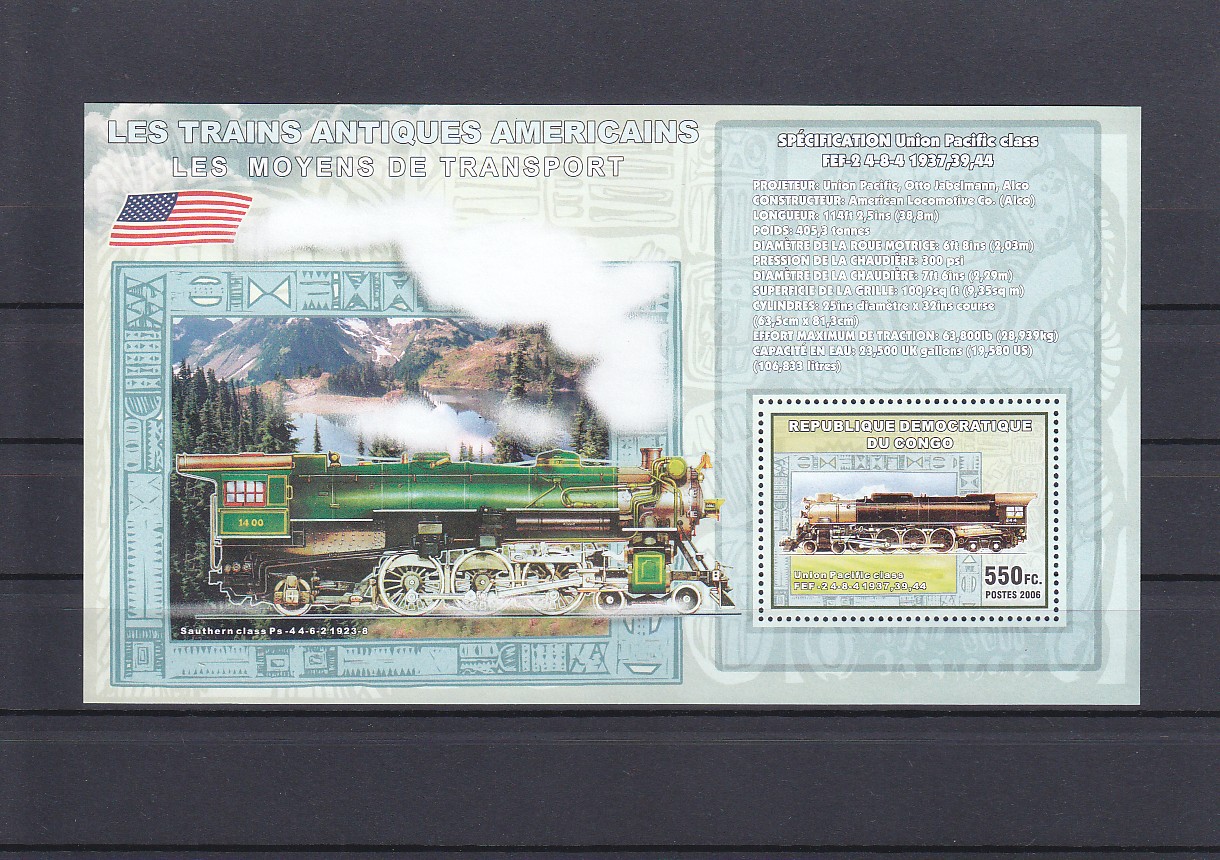 LES TRAINS ANTIQUES AMERICAINS
LES MOYENS DE TRANSPORT
1400
Sauthern class Ps-4 4-6-2 1923-8
SPÉCIFICATION Union Pacific class
FEF-2 4-8-4 1937,39,44
PROJETEUR: Union Pacific, Otto Jabelmann, Alco
CONSTRUCTEUR: American Locomotive Co. (Alco)
LONGUEUR: 114ft 2,5ins (38,8m)
POIDS: 405,3 tonnes
DIAMÈTRE DE LA ROUE MOTRICE: 6ft 8ins (2,03m)
PRESSION DE LA CHAUDIÈRE: 300 psi
DIAMÈTRE DE LA CHAUDIÈRE: 7ft 6ins (2,29m)
SUPERFICIE DE LA GRILLE: 100,2sq ft (9,35sq m)
CYLINDRES: 25ins diamétre x 32ins course
(63,5cm x 81,3cm)
EFFORT MAXIMUM DE TRACTION: 63,800lb (28,939kg)
CAPACITÉ EN EAU: 23,500 UK gallons (19,580 US)
(106,833 litres)
REPUBLIQUE DEMOCRATIQUE
DU CONGO
Union Pacific class
FEF-2 4-8-4 1937,39,44
550FC.
POSTES 2006